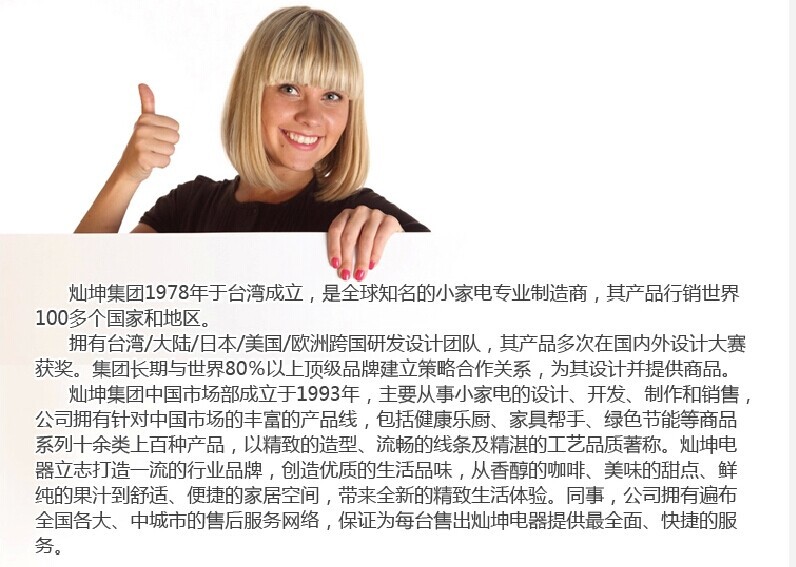 灿坤集团1978年于台湾成立，是全球知名的小家电专业制造商，其产品行销世界
100多个国家和地区。
拥有台湾/大陆/日本/美国/欧洲跨国研发设计团队，其产品多次在国内外设计大赛
获奖。集团长期与世界80%以上顶级品牌建立策略合作关系，为其设计并提供商品。
灿坤集团中国市场部成立于1993年，主要从事小家电的设计、开发、制作和销售，
公司拥有针对中国市场的丰富的产品线，包括健康乐厨、家具帮手、绿色节能等商品
系列十余类上百种产品，以精致的造型、流畅的线条及精湛的工艺品质著称。灿坤电
器立志打造一流的行业品牌，创造优质的生活品味，从香醇的咖啡、美味的甜点、鲜
纯的果汁到舒适、便捷的家居空间，带来全新的精致生活体验。同事，公司拥有遍布
全国各大、中城市的售后服务网络，保证为每台售出灿坤电器提供最全面、快捷的服
务。